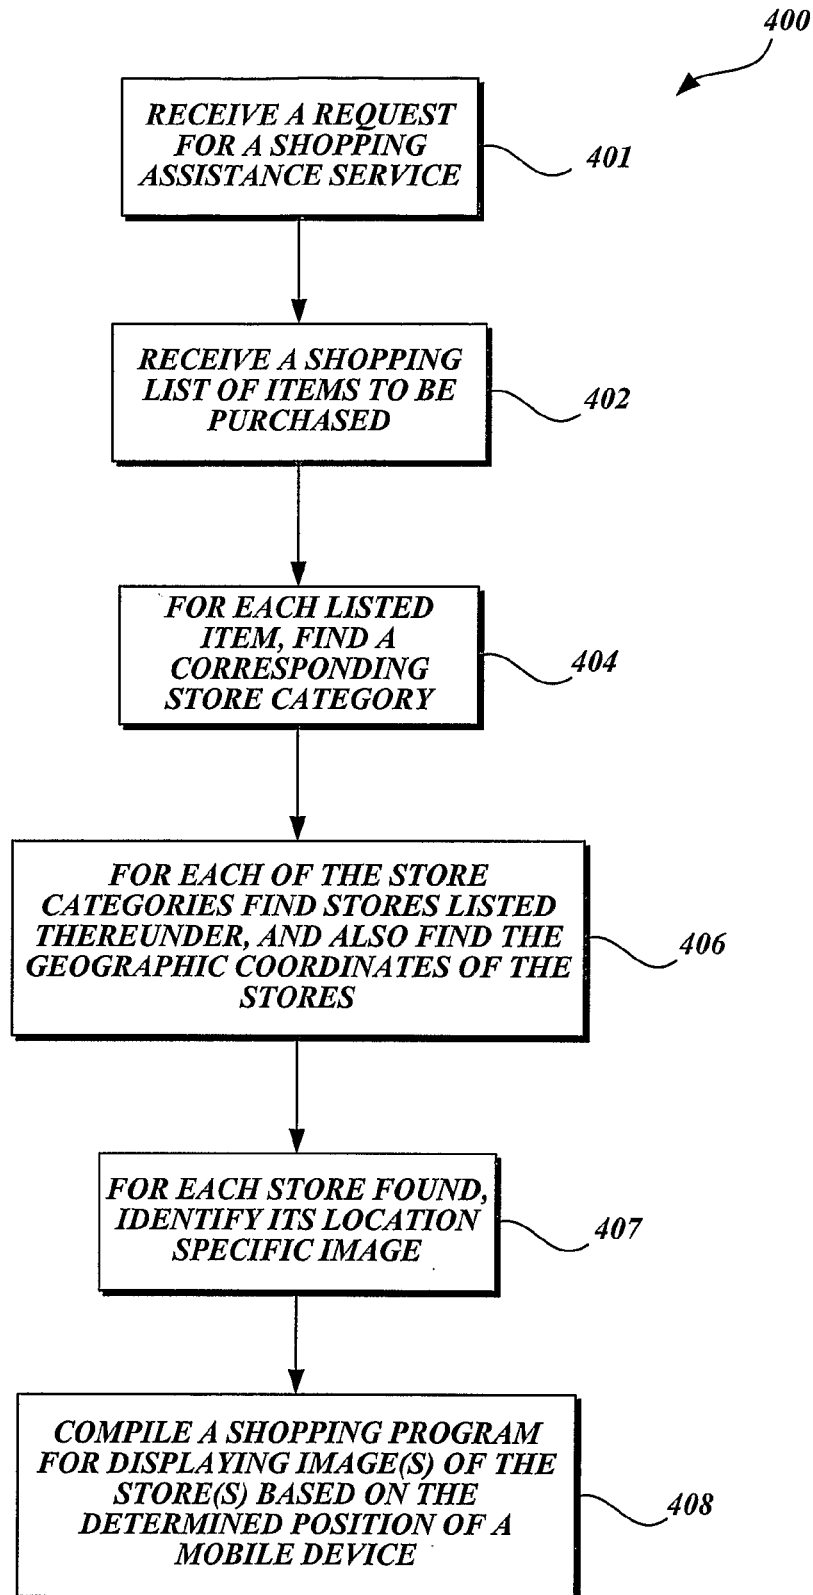 400
RECEIVE A REQUEST
FOR A SHOPPING
ASSISTANCE SERVICE
401
RECEIVE A SHOPPING
LIST OF ITEMS TO BE
PURCHASED
402
FOR EACH LISTED
ITEM, FIND A
CORRESPONDING
STORE CATEGORY
404
FOR EACH OF THE STORE
CATEGORIES FIND STORES LISTED
THEREUNDER, AND ALSO FIND THE
GEOGRAPHIC COORDINATES OF THE
STORES
406
FOR EACH STORE FOUND,
IDENTIFY ITS LOCATION
SPECIFIC IMAGE
407
COMPILE A SHOPPING PROGRAM
FOR DISPLAYING IMAGE(S) OF THE
STORE(S) BASED ON THE
DETERMINED POSITION OF A
MOBILE DEVICE
408